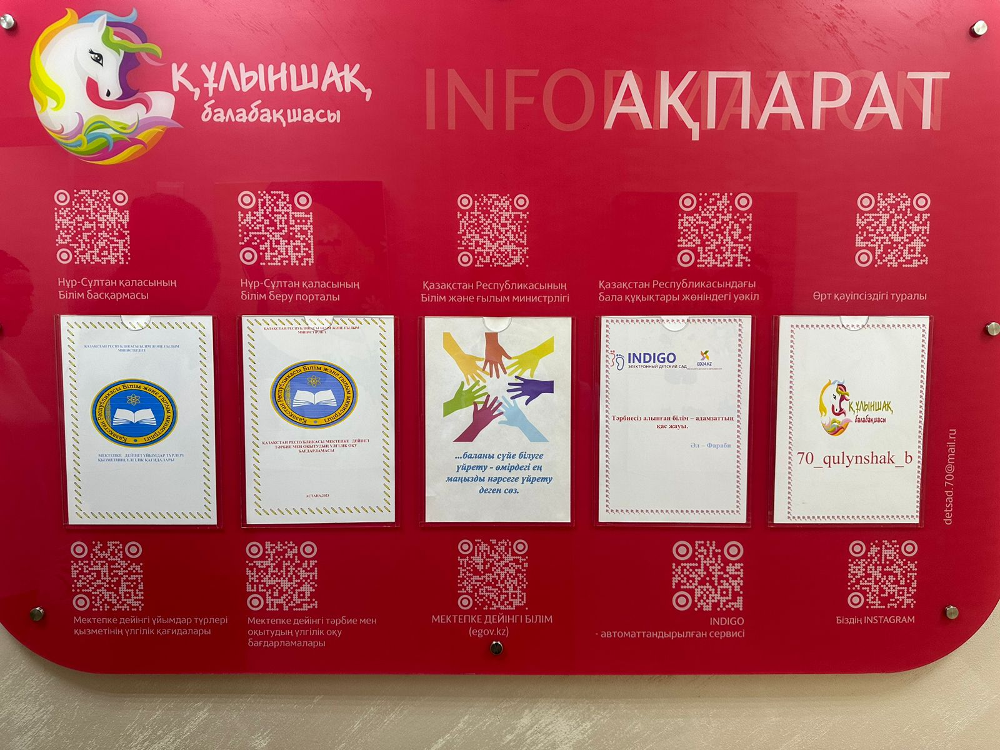 ҚҰЛЫНШАҚ
балабақшасы
INFORMATION
АҚПАРАТ
Нұр-Сұлтан қаласының
Білім басқармасы
Нұр-Сұлтан қаласының
білім беру порталы
Қазақстан Республикасының
Білім және ғылым министрлігі
Қазақстан Республикасындағы
бала құқықтары жөніндегі уәкіл
Өрт қауіпсіздігі туралы
ҚАЗАҚСТАН РЕСПУБЛИКАСЫ БІЛІМ ЖӘНЕ ҒЫЛЫМ
МИНИСТІРЛІГІ
Қазақстан Республикасы Білім және ғылым министрлігі
МЕКТЕПКЕ ДЕЙІНГІ ҰЙЫМДАР ТҮРЛЕРІ
ҚЫЗМЕТІНІҢ ҮЛГІЛІК ҚАҒИДАЛАРЫ
ҚАЗАҚСТАН РЕСПУБЛИКАСЫ БІЛІМ ЖӘНЕ ҒЫЛЫМ
МИНИСТІРЛІГІ
Қазақстан Республикасы Білім және ғылым министрлігі
ҚАЗАҚСТАН РЕСПУБЛИКАСЫ МЕКТЕПКЕ ДЕЙІНГІ
ТӘРБИЕ МЕН ОҚЫТУДЫҢ ҮЛГІЛІК ОҚУ
БАҒДАРЛАМАСЫ
АСТАНА,2023
...баланы сүйе білуге
үйрету - өмірдегі ең
маңызды нәрсеге үйрету
деген сөз.
INDIGO
ЭЛЕКТРОННЫЙ ДЕТСКИЙ САД
ED24.KZ
Тәрбиесіз алынған білім – адамзаттың
қас жауы.
Әл – Фараби
ҚҰЛЫНШАҚ
балабақшасы
70_qulynshak_b
detsad.70@mail.ru
Мектепке дейінгі ұйымдар түрлері
қызметінің үлгілік қағидалары
Мектепке дейінгі тәрбие мен
оқытудың үлгілік оқу
бағдарламалары
МЕКТЕПКЕ ДЕЙІНГІ БІЛІМ
(egov.kz)
INDIGO
- автоматтандырылған сервисі
Біздің INSTAGRAM